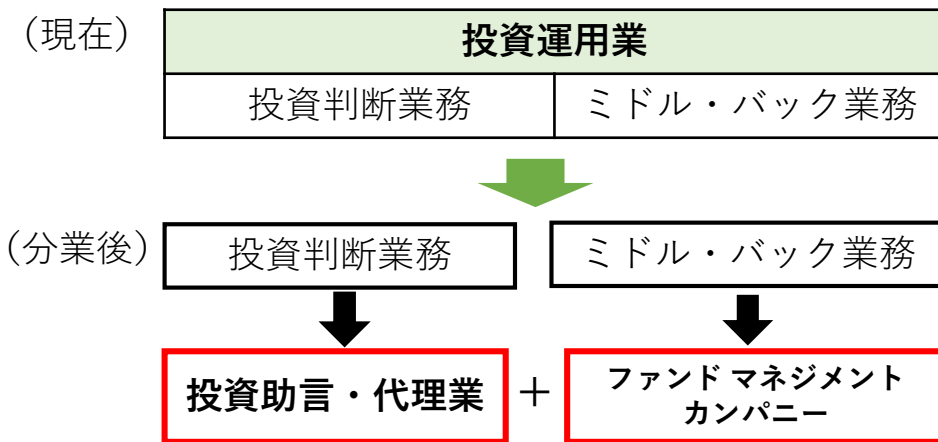 （現在）
投資運用業
投資判断業務
ミドル・バック業務
（分業後）
投資判断業務
ミドル・バック業務
投資助言・代理業
＋
ファンド マネジメント
カンパニー